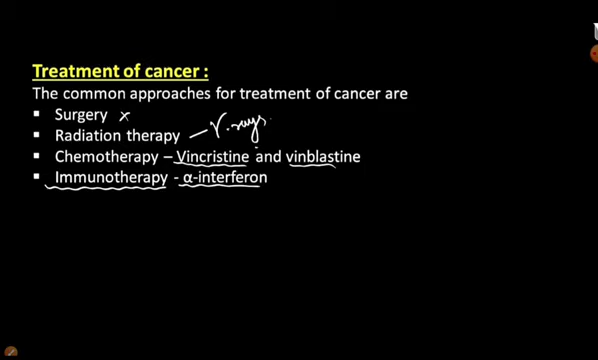 Treatment of cancer :
The common approaches for treatment of cancer are
▪ Surgery x
▪ Radiation therapy – γ.rays
▪ Chemotherapy – Vincristine and vinblastine
▪ Immunotherapy - α-interferon